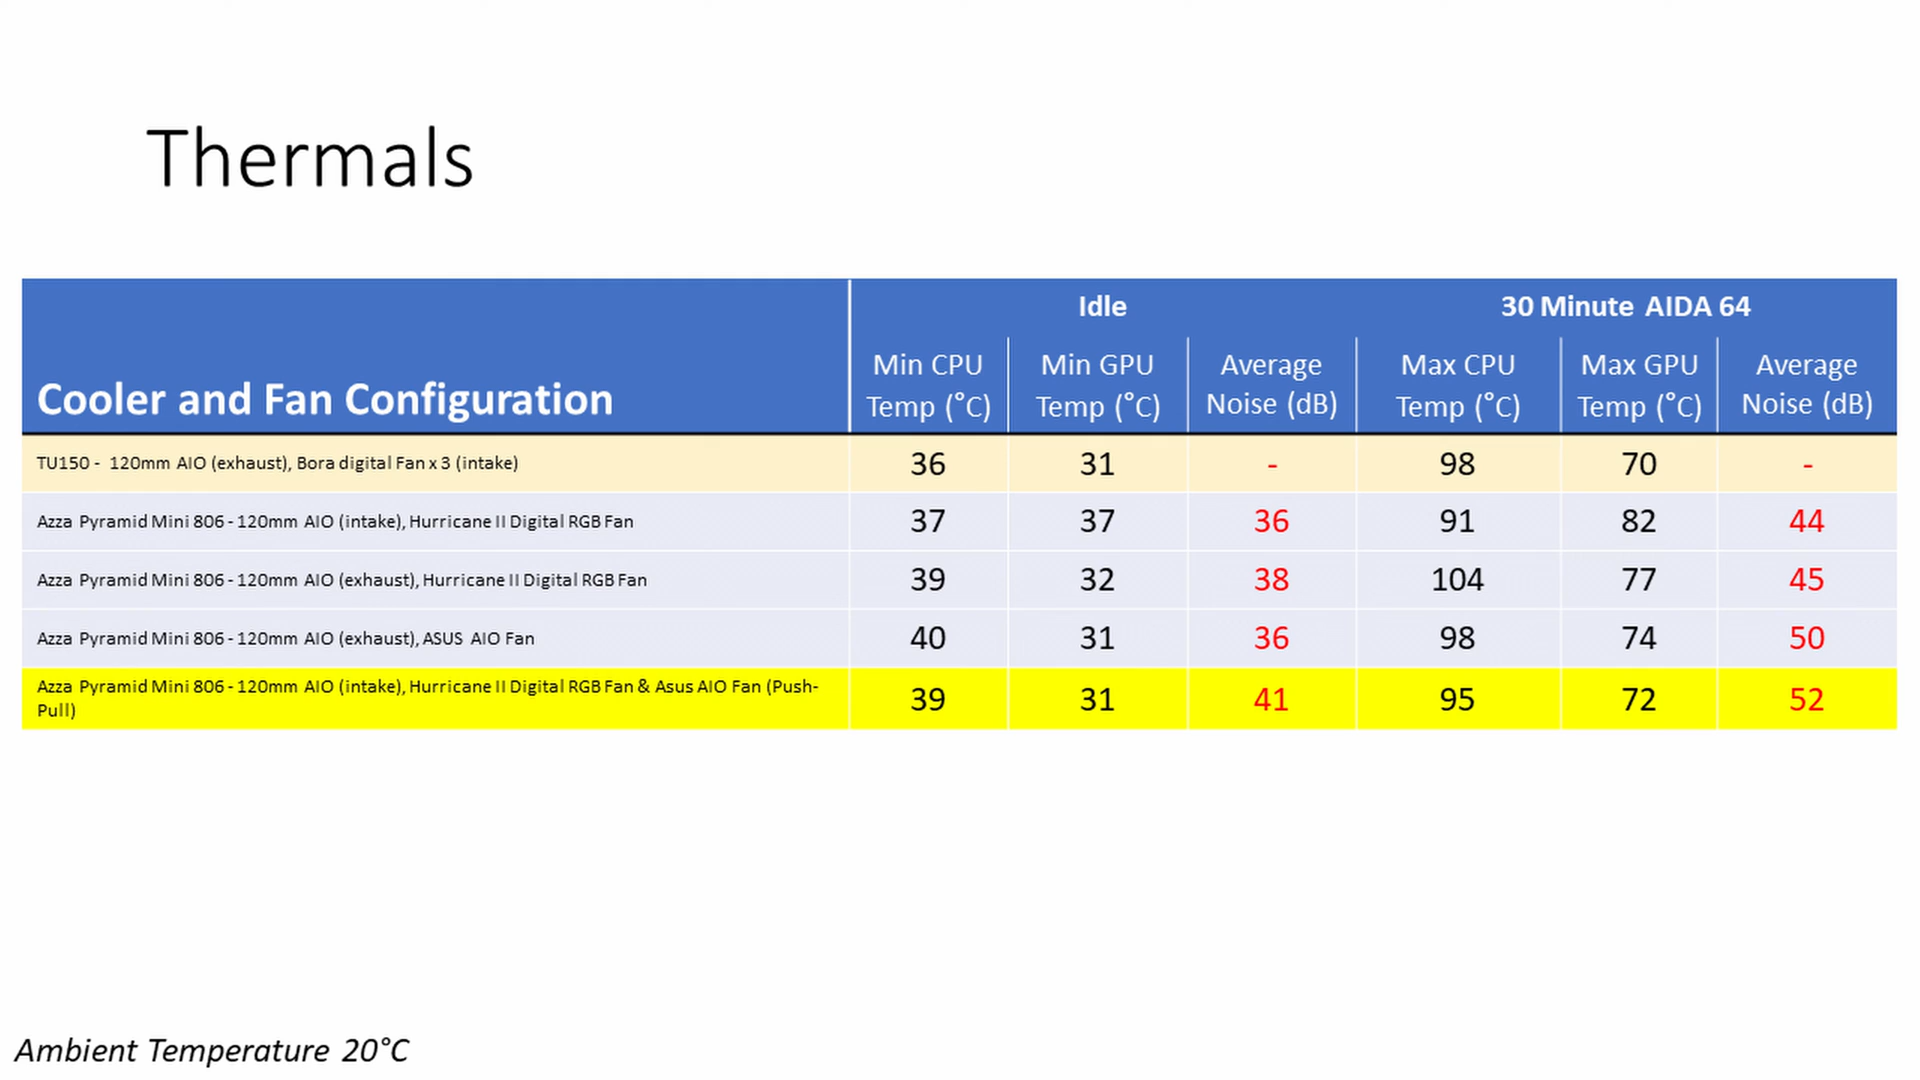 Thermals
Idle
30 Minute AIDA 64
Cooler and Fan Configuration
Min CPU
Temp (°C)
Min GPU
Temp (°C)
Average
Noise (dB)
Max CPU
Temp (°C)
Max GPU
Temp (°C)
Average
Noise (dB)
TU150 - 120mm AIO (exhaust), Bora digital Fan x 3 (intake) 36 31 - 98 70 -
Azza Pyramid Mini 806 - 120mm AIO (intake), Hurricane II Digital RGB Fan 37 37 36 91 82 44
Azza Pyramid Mini 806 - 120mm AIO (exhaust), Hurricane II Digital RGB Fan 39 32 38 104 77 45
Azza Pyramid Mini 806 - 120mm AIO (exhaust), ASUS AIO Fan 40 31 36 98 74 50
Azza Pyramid Mini 806 - 120mm AIO (intake), Hurricane II Digital RGB Fan & Asus AIO Fan (Push-
Pull) 39 31 41 95 72 52
Ambient Temperature 20°C